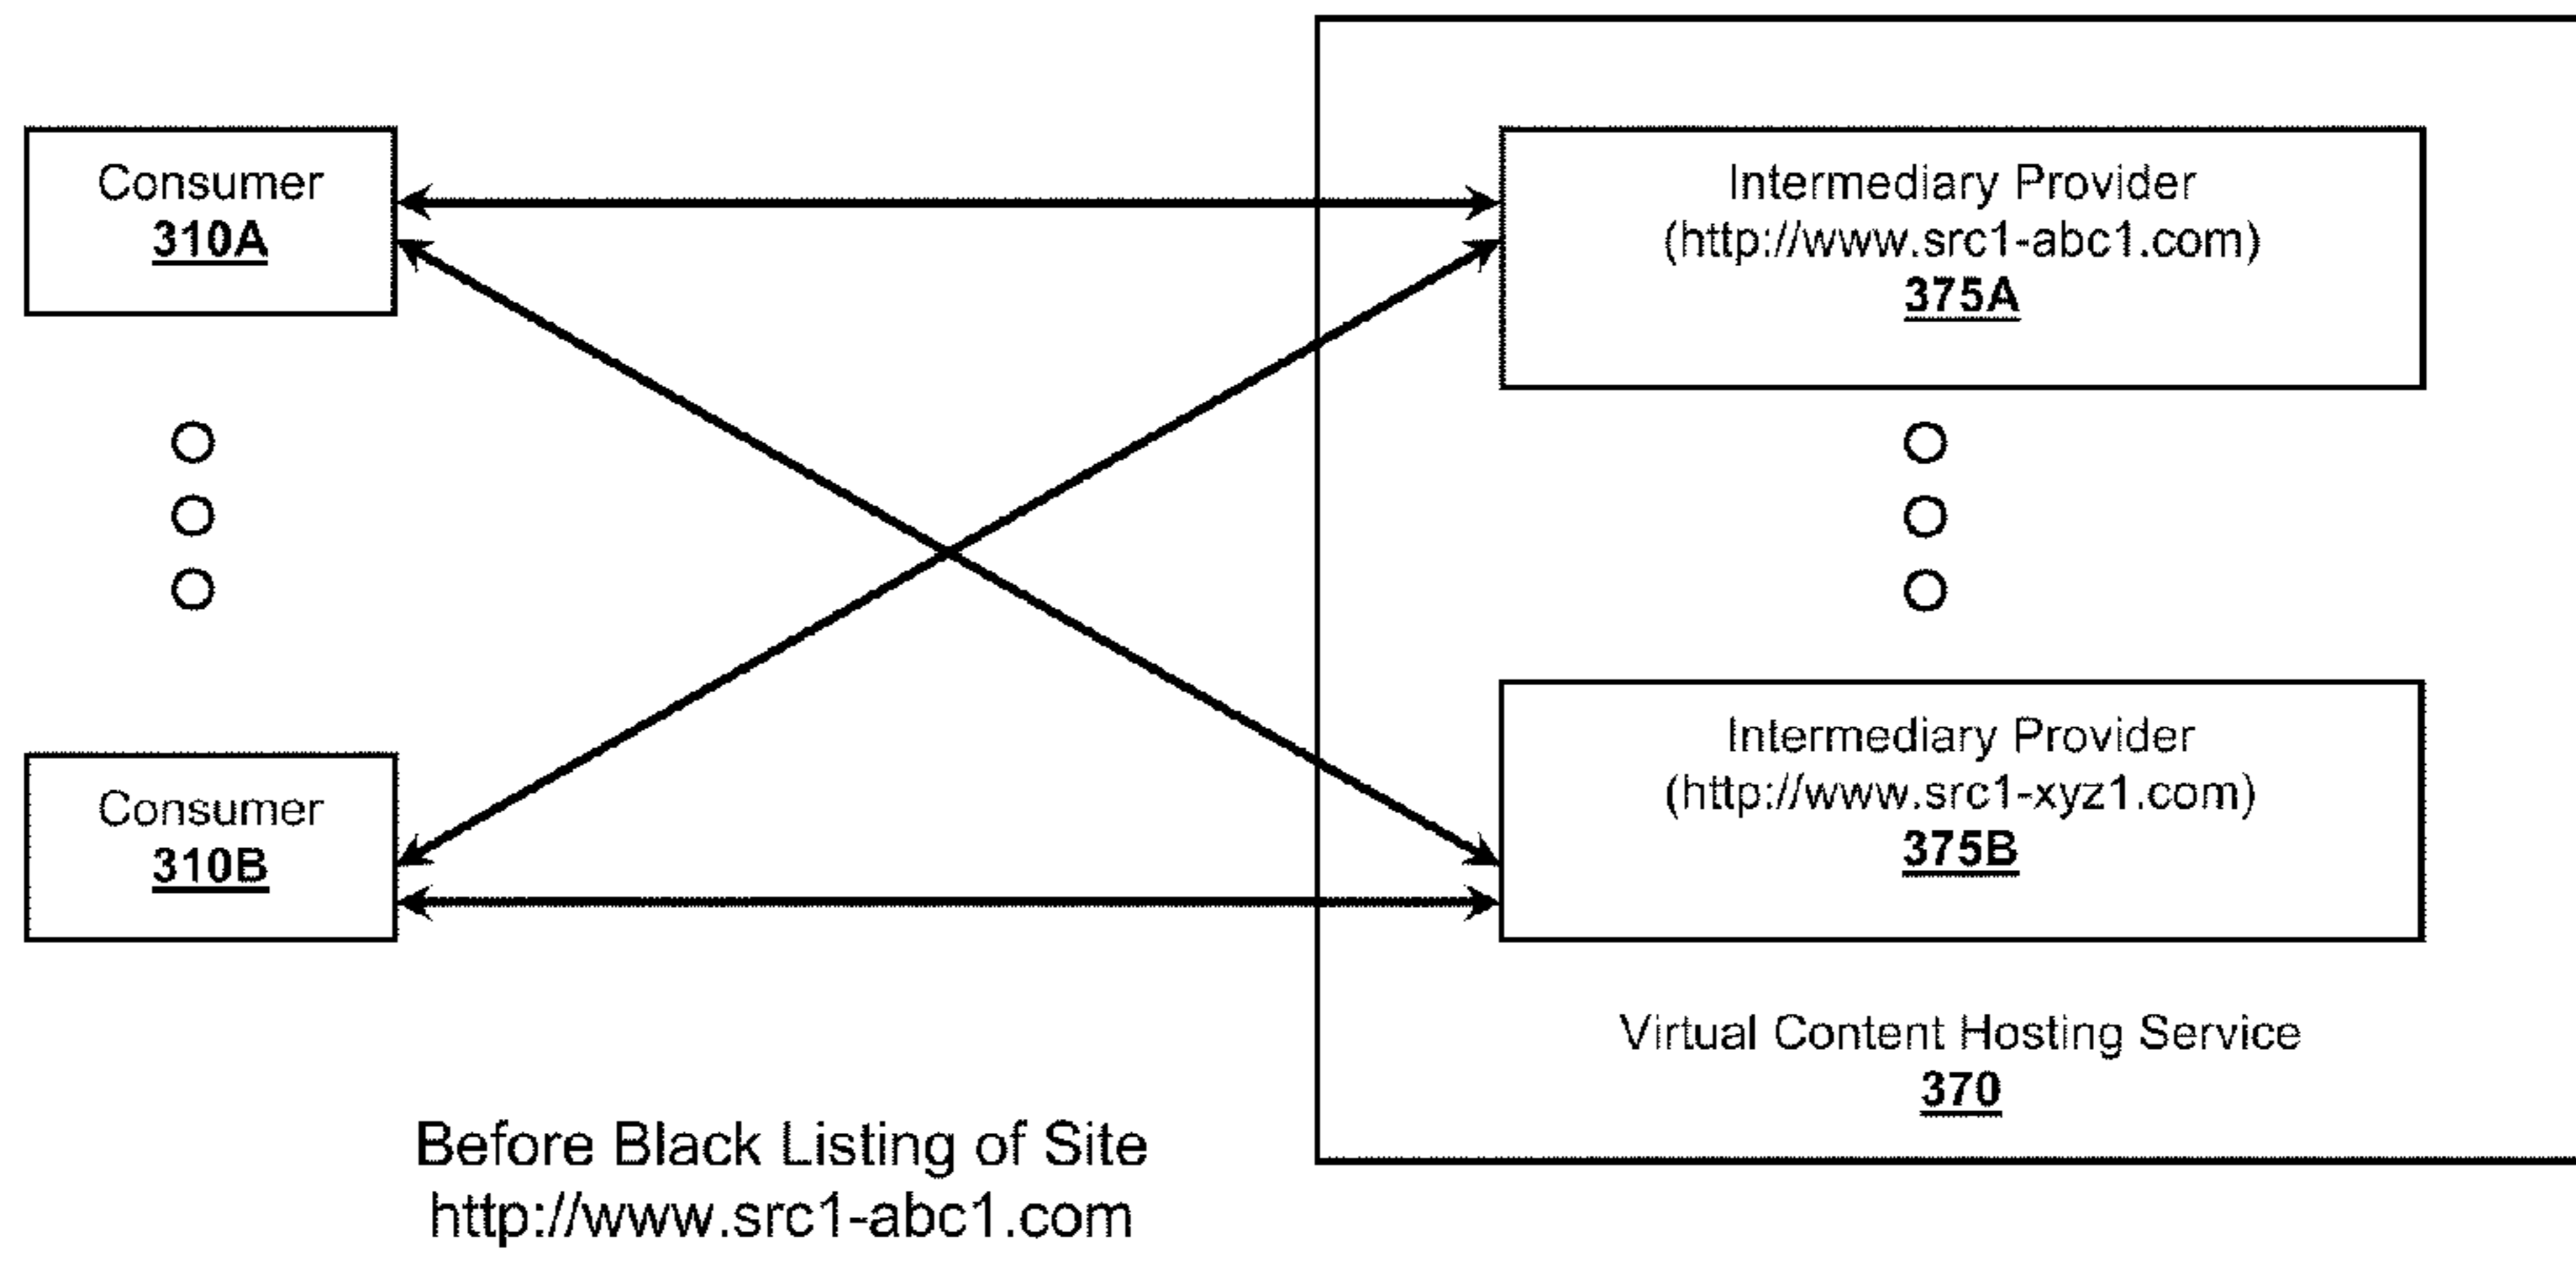 Consumer
310A
Intermediary Provider
(http://www.src1-abc1.com)
375A
Consumer
310B
Intermediary Provider
(http://www.src1-xyz1.com)
375B
Virtual Content Hosting Service
370
Before Black Listing of Site
http://www.src1-abc1.com